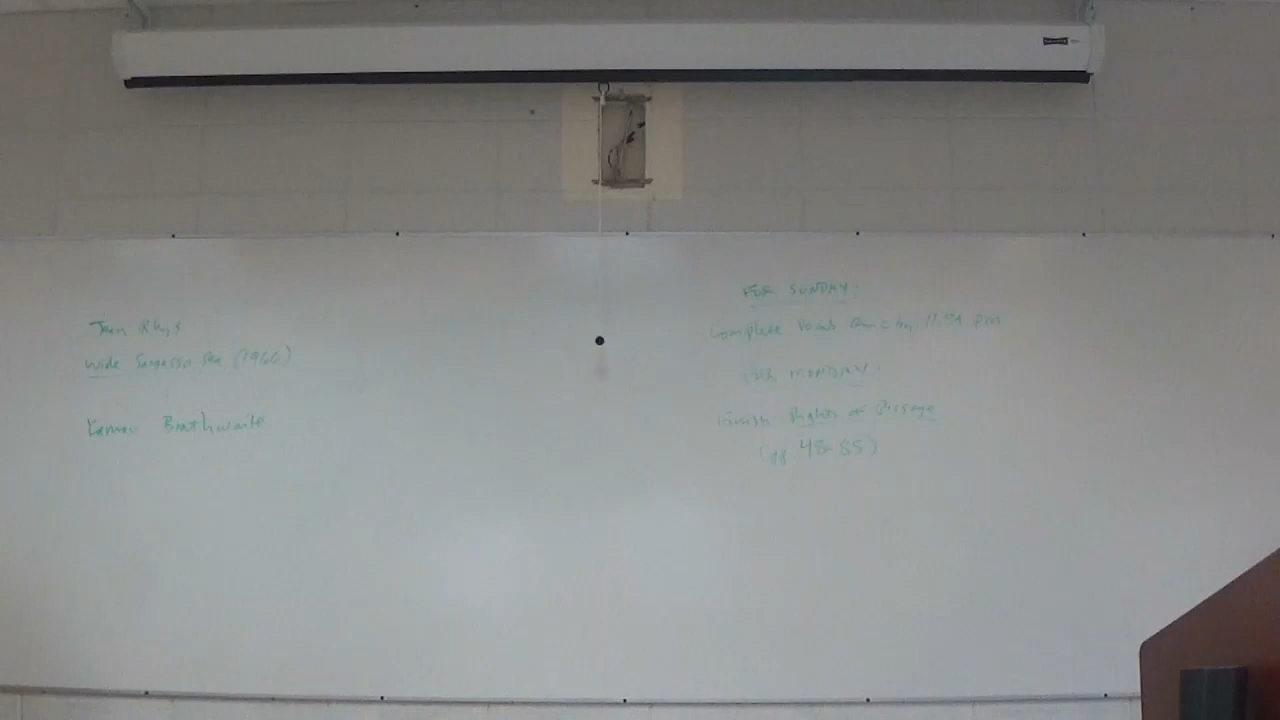 Jean Rhys
Wide Sargasso Sea (1966)
Kamau Brathwaite
FOR SUNDAY:
Complete Vocab Quiz by 11:59 PM
FOR MONDAY:
Finish Rights of Passage
(pp 48-85)